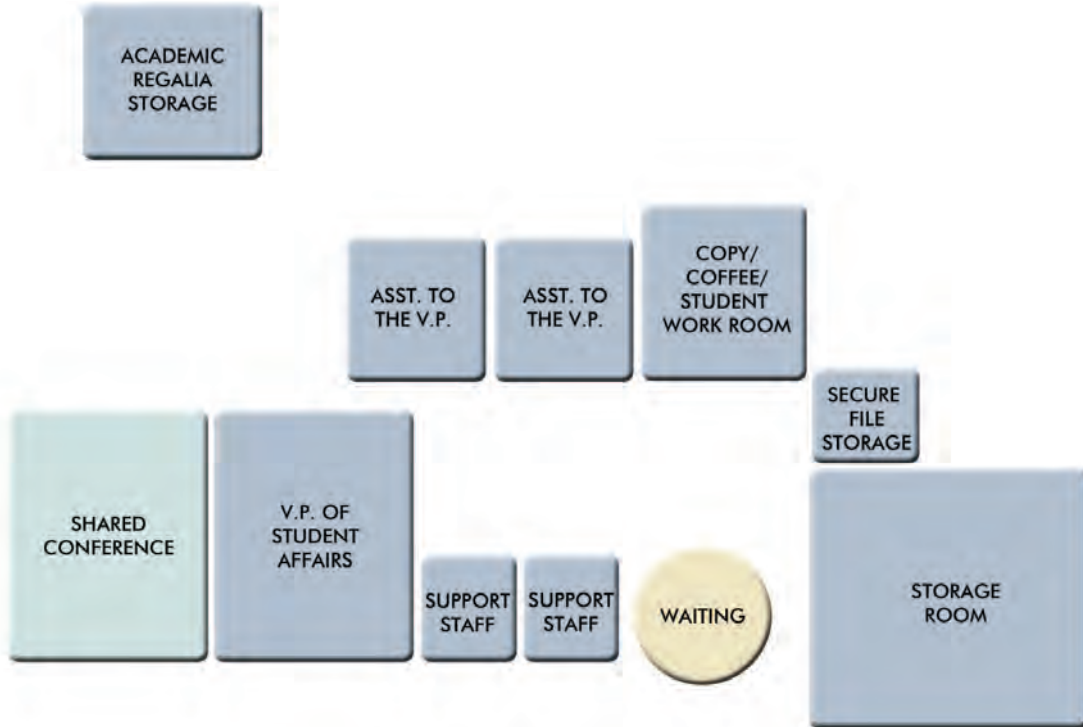 ACADEMIC
REGALIA
STORAGE
ASST. TO
THE V.P.
ASST. TO
THE V.P.
COPY/
COFFEE/
STUDENT
WORK ROOM
SECURE
FILE
STORAGE
SHARED
CONFERENCE
V.P. OF
STUDENT
AFFAIRS
SUPPORT
STAFF
SUPPORT
STAFF
WAITING
STORAGE
ROOM